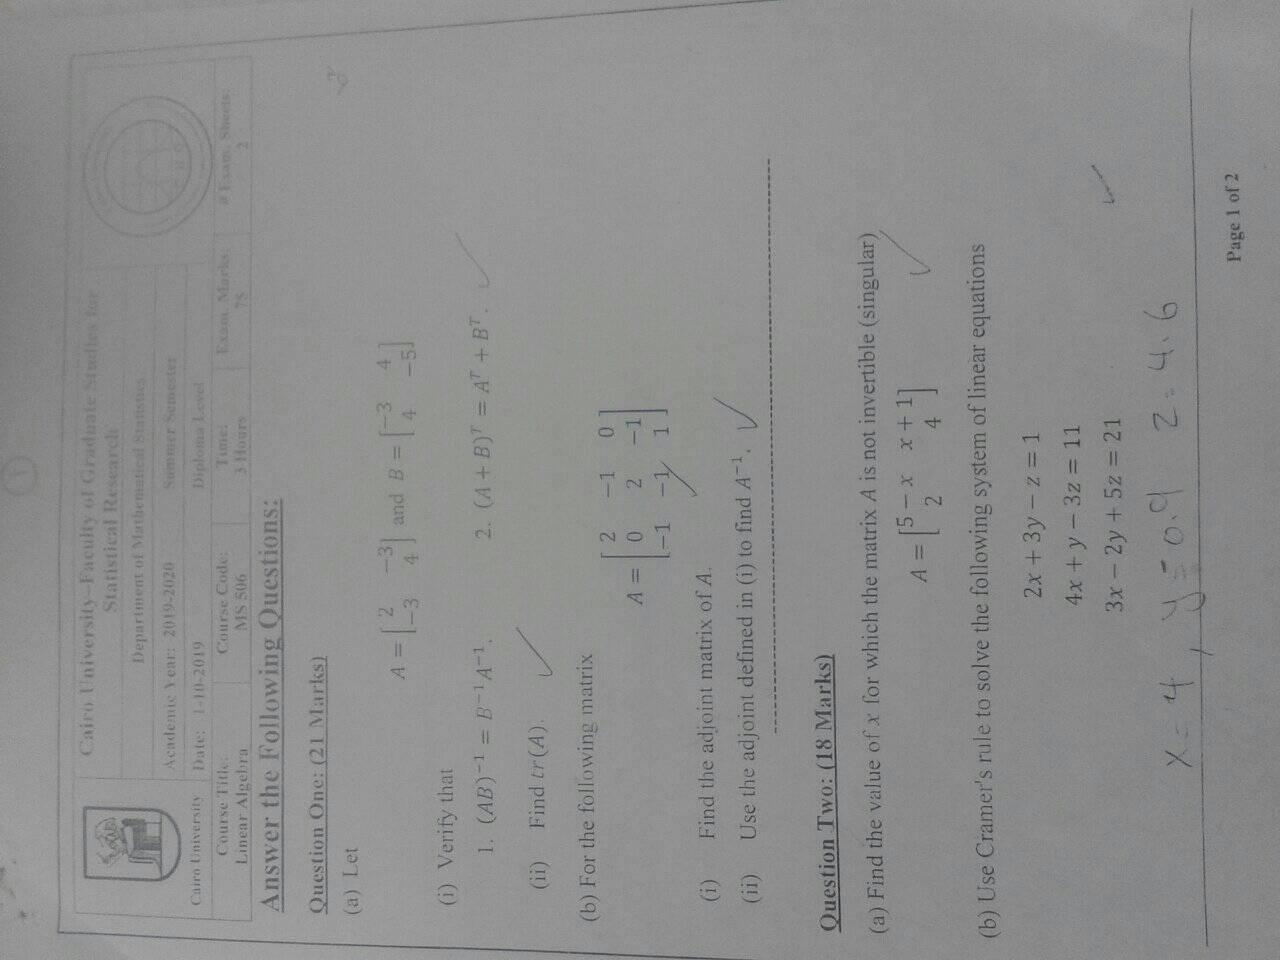 1
Cairo University–Faculty of Graduate Studies for
Statistical Research
Department of Mathematical Statistics
Cairo University
Academic Year: 2019-2020 Summer Semester
Date: 1-10-2019 Diploma Level
Course Title: Course Code: Time: Exam. Marks: # Exam. Sheets
Linear Algebra MS 506 3 Hours 75 2
Answer the Following Questions:
Question One: (21 Marks)
(a) Let
A = [2 -3; -3 4] and B = [-3 4; 4 -5]
(i) Verify that
1. (AB)⁻¹ = B⁻¹A⁻¹. 2. (A + B)ᵀ = Aᵀ + Bᵀ.
(ii) Find tr(A).
(b) For the following matrix
A = [2 -1 0; 0 2 -1; -1 -1 1]
(i) Find the adjoint matrix of A.
(ii) Use the adjoint defined in (i) to find A⁻¹.
Question Two: (18 Marks)
(a) Find the value of x for which the matrix A is not invertible (singular)
A = [5 − x x + 1; 2 4]
(b) Use Cramer's rule to solve the following system of linear equations
2x + 3y − z = 1
4x + y − 3z = 11
3x − 2y + 5z = 21
x = 4, y = 0.9 z = 4.6
Page 1 of 2